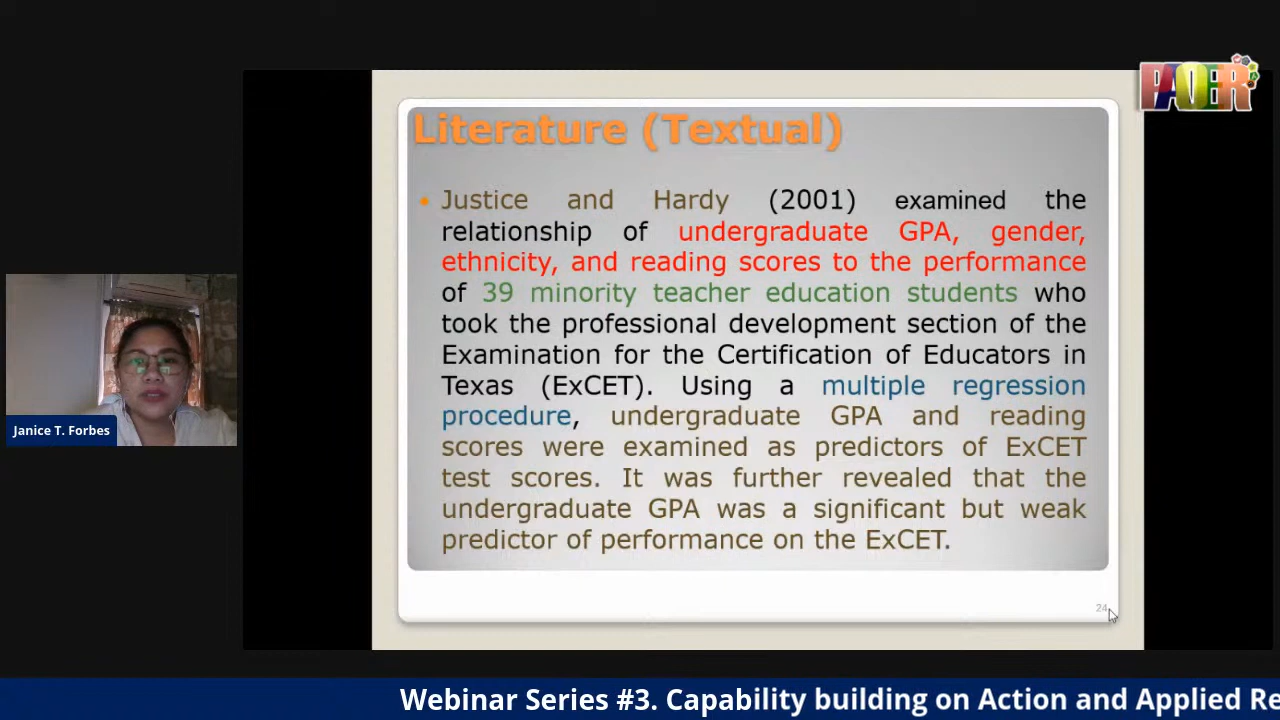 PAOER
Literature (Textual)
• Justice and Hardy (2001) examined the
relationship of undergraduate GPA, gender,
ethnicity, and reading scores to the performance
of 39 minority teacher education students who
took the professional development section of the
Examination for the Certification of Educators in
Texas (ExCET). Using a multiple regression
procedure, undergraduate GPA and reading
scores were examined as predictors of ExCET
test scores. It was further revealed that the
undergraduate GPA was a significant but weak
predictor of performance on the ExCET.
24
Janice T. Forbes
Webinar Series #3. Capability building on Action and Applied Re